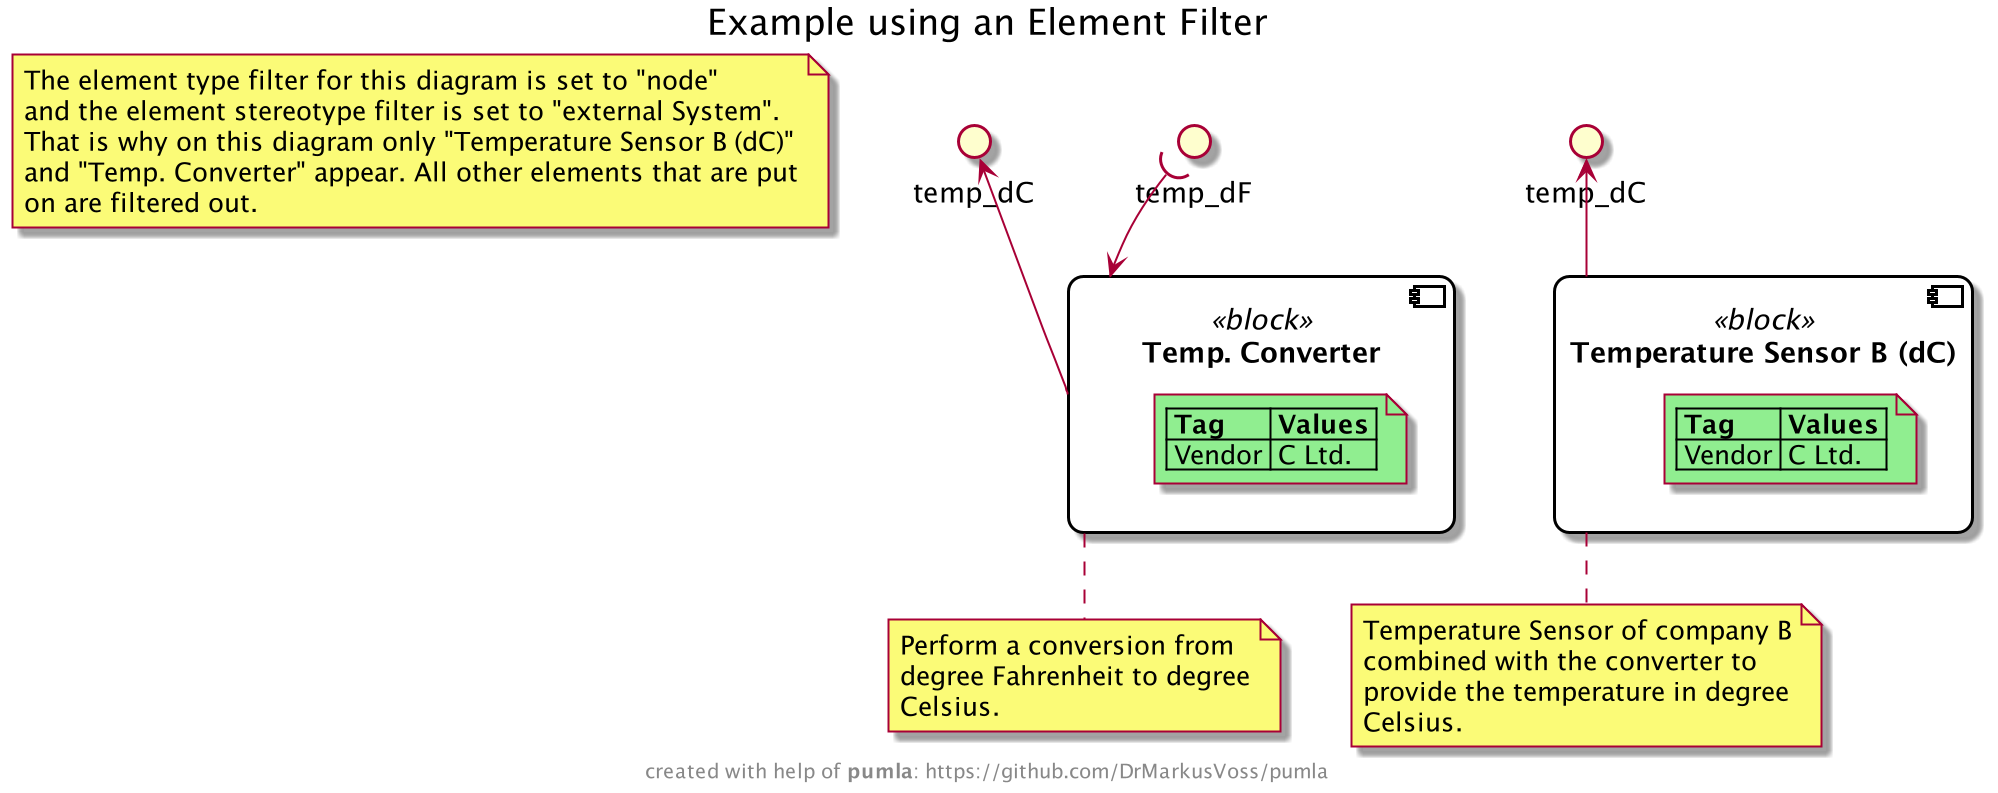 Example using an Element Filter
The element type filter for this diagram is set to "node"
and the element stereotype filter is set to "external System".
That is why on this diagram only "Temperature Sensor B (dC)"
and "Temp. Converter" appear. All other elements that are put
on are filtered out.
temp_dC
temp_dF
temp_dC
«block»
Temp. Converter
Tag Values
Vendor C Ltd.
«block»
Temperature Sensor B (dC)
Tag Values
Vendor C Ltd.
Perform a conversion from
degree Fahrenheit to degree
Celsius.
Temperature Sensor of company B
combined with the converter to
provide the temperature in degree
Celsius.
created with help of pumla: https://github.com/DrMarkusVoss/pumla